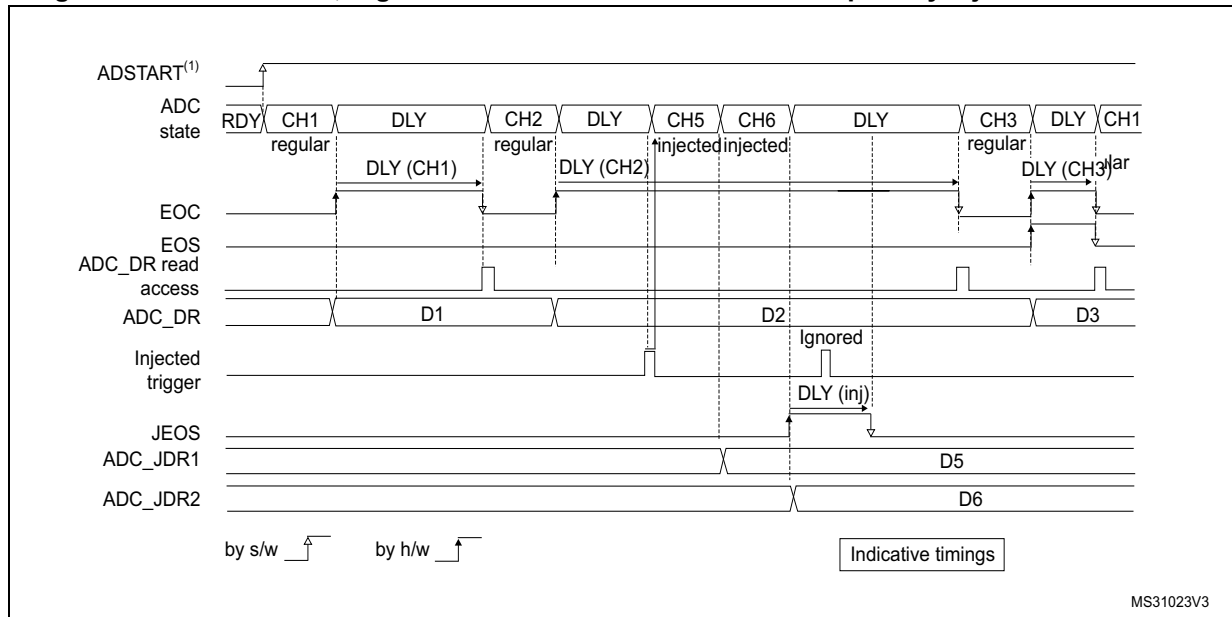 ADSTART(1)
ADC state
RDY CH1 DLY CH2 DLY CH5 CH6 DLY CH3 DLY CH1
regular regular injected injected regular
DLY (CH1) DLY (CH2) DLY (CH3) lar
EOC
EOS
ADC_DR read access
ADC_DR D1 D2 D3
Ignored
Injected trigger
DLY (inj)
JEOS
ADC_JDR1 D5
ADC_JDR2 D6
by s/w by h/w Indicative timings
MS31023V3